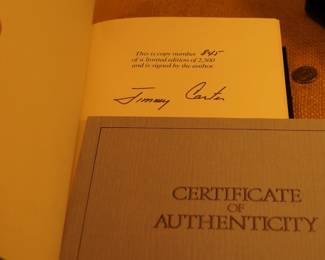 This is copy number 845
of a limited edition of 2,500
and is signed by the author.
Jimmy Carter
CERTIFICATE
OF
AUTHENTICITY